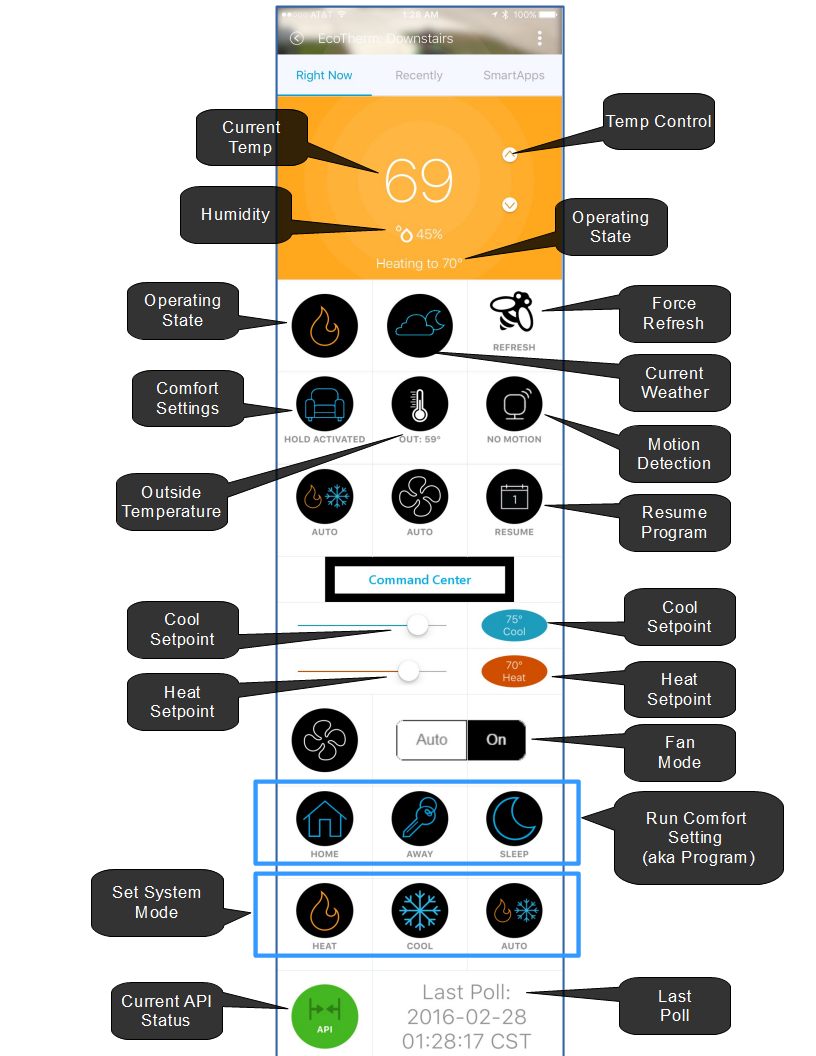 AT&T 1:28 AM 100%
EcoTherm: Downstairs
Right Now Recently SmartApps
Temp Control
Current
Temp
69
Humidity
45%
Operating
State
Heating to 70°
Operating
State
Force
Refresh
REFRESH
Current
Weather
Comfort
Settings
HOLD ACTIVATED OUT: 59° NO MOTION
Motion
Detection
Outside
Temperature
1
Resume
Program
AUTO AUTO RESUME
Command Center
Cool
Setpoint
75°
Cool
Cool
Setpoint
Heat
Setpoint
70°
Heat
Heat
Setpoint
Auto On
Fan
Mode
HOME AWAY SLEEP
Run Comfort
Setting
(aka Program)
Set System
Mode
HEAT COOL AUTO
Current API
Status
API
Last Poll:
2016-02-28
01:28:17 CST
Last
Poll